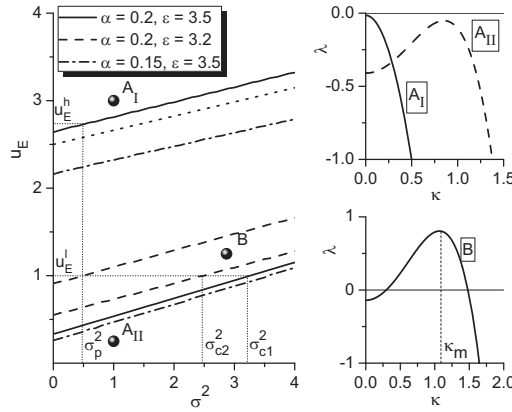 α = 0.2, ε = 3.5
α = 0.2, ε = 3.2
α = 0.15, ε = 3.5
4
3
2
1
u_E
u_E^h
u_E^l
A_I
B
A_II
σ_p^2
σ_c2^2
σ_c1^2
0 1 2 3 4
σ^2
0.0
-0.5
-1.0
λ
A_II
A_I
0.0 0.5 1.0 1.5
κ
1
0
-1
λ
B
κ_m
0.0 0.5 1.0 1.5 2.0
κ